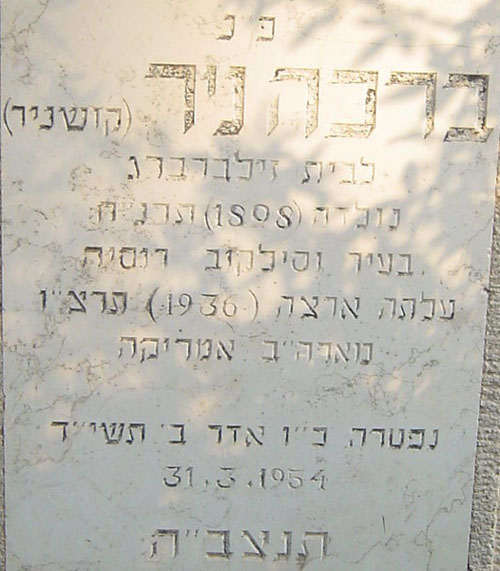 פ נ
ברכה ניר (קושניר)
לבית זילברברג
נולדה (1898) תרנ"ח
בעיר וסילקוב רוסיה
עלתה ארצה (1936) תרצ"ו
מארה"ב אמריקה
נפטרה כ"ו אדר ב' תשי"ד
31.3.1954
תנצב"ה